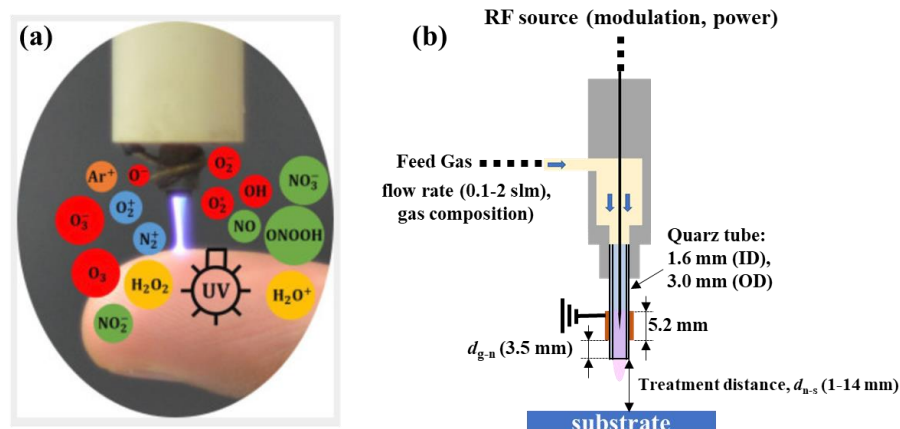 (a)
Ar⁺
O⁻
O₂⁻
NO₃⁻
O₃⁻
O₂⁺
O₂⁻
OH
N₂⁺
NO
ONOOH
O₃
H₂O₂
UV
H₂O⁺
NO₂⁻
(b)
RF source (modulation, power)
Feed Gas
flow rate (0.1-2 slm),
gas composition)
Quarz tube:
1.6 mm (ID),
3.0 mm (OD)
5.2 mm
d_g-n (3.5 mm)
Treatment distance, d_n-s (1-14 mm)
substrate